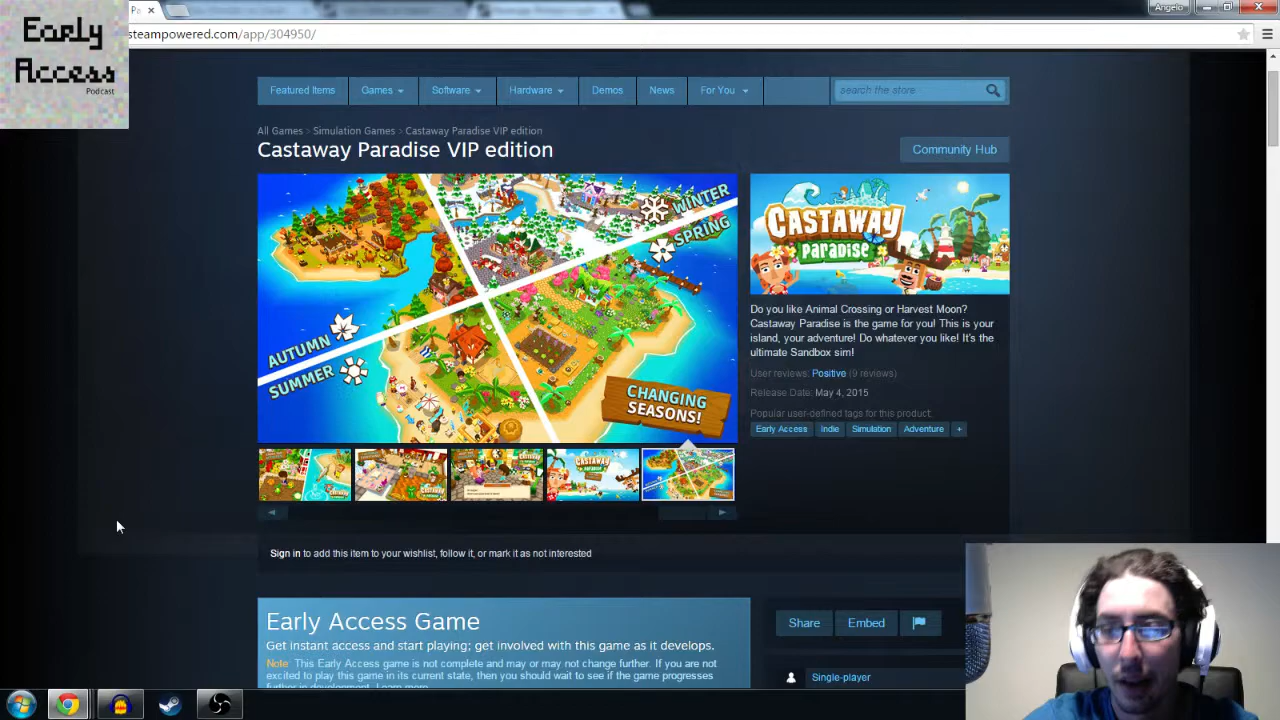 Early
Access
Podcast
Angelo
steampowered.com/app/304950/
Featured Items
Games
Software
Hardware
Demos
News
For You
search the store
All Games > Simulation Games > Castaway Paradise VIP edition
Castaway Paradise VIP edition
Community Hub
WINTER
SPRING
AUTUMN
SUMMER
CHANGING
SEASONS!
CASTAWAY
PARADISE
Do you like Animal Crossing or Harvest Moon?
Castaway Paradise is the game for you! This is your
island, your adventure! Do whatever you like! It's the
ultimate Sandbox sim!
User reviews: Positive (9 reviews)
Release Date: May 4, 2015
Popular user-defined tags for this product:
Early Access
Indie
Simulation
Adventure
+
Sign in to add this item to your wishlist, follow it, or mark it as not interested
Early Access Game
Get instant access and start playing; get involved with this game as it develops.
Note: This Early Access game is not complete and may or may not change further. If you are not
excited to play this game in its current state, then you should wait to see if the game progresses
further in development. Learn more
Share
Embed
Single-player